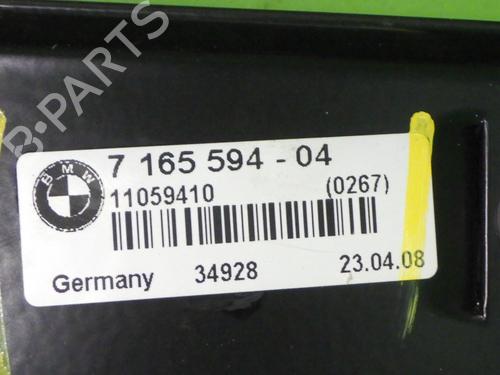 B-PARTS
BMW
7 165 594 - 04
11059410 (0267)
Germany 34928 23.04.08